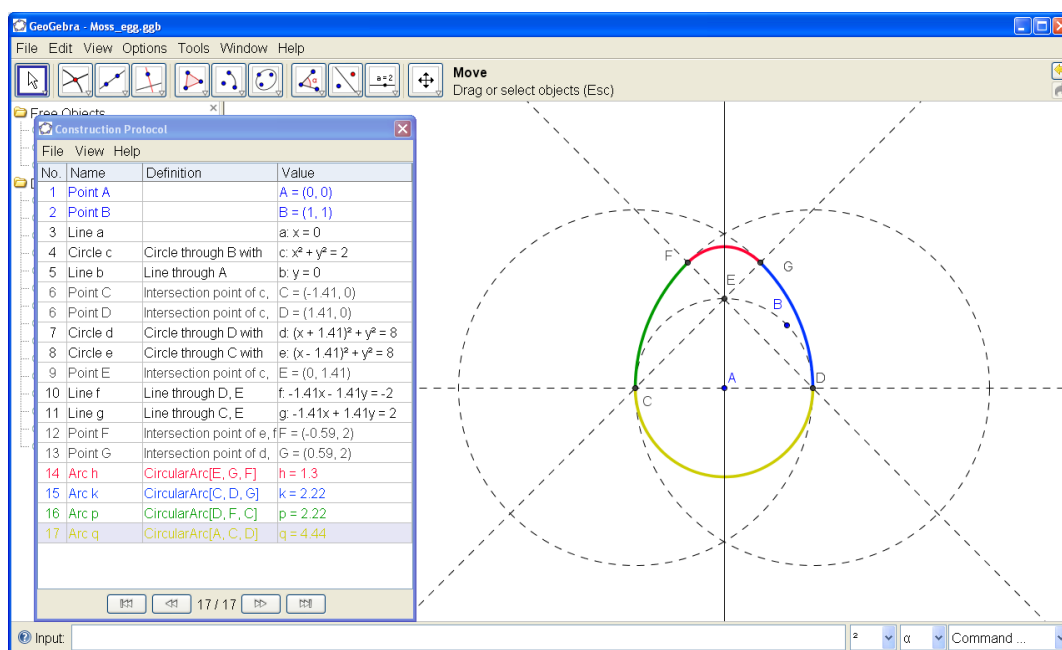 GeoGebra - Moss_egg.ggb
File Edit View Options Tools Window Help
a=2
Move
Drag or select objects (Esc)
Free Objects
Construction Protocol
File View Help
No. Name Definition Value
1 Point A A = (0, 0)
2 Point B B = (1, 1)
3 Line a a: x = 0
4 Circle c Circle through B with c: x² + y² = 2
5 Line b Line through A b: y = 0
6 Point C Intersection point of c, C = (-1.41, 0)
6 Point D Intersection point of c, D = (1.41, 0)
7 Circle d Circle through D with d: (x + 1.41)² + y² = 8
8 Circle e Circle through C with e: (x - 1.41)² + y² = 8
9 Point E Intersection point of c, E = (0, 1.41)
10 Line f Line through D, E f: -1.41x - 1.41y = -2
11 Line g Line through C, E g: -1.41x + 1.41y = 2
12 Point F Intersection point of e, f F = (-0.59, 2)
13 Point G Intersection point of d, G = (0.59, 2)
14 Arc h CircularArc[E, G, F] h = 1.3
15 Arc k CircularArc[C, D, G] k = 2.22
16 Arc p CircularArc[D, F, C] p = 2.22
17 Arc q CircularArc[A, C, D] q = 4.44
17 / 17
F
G
E
B
A
D
C
Input: ² α Command ...